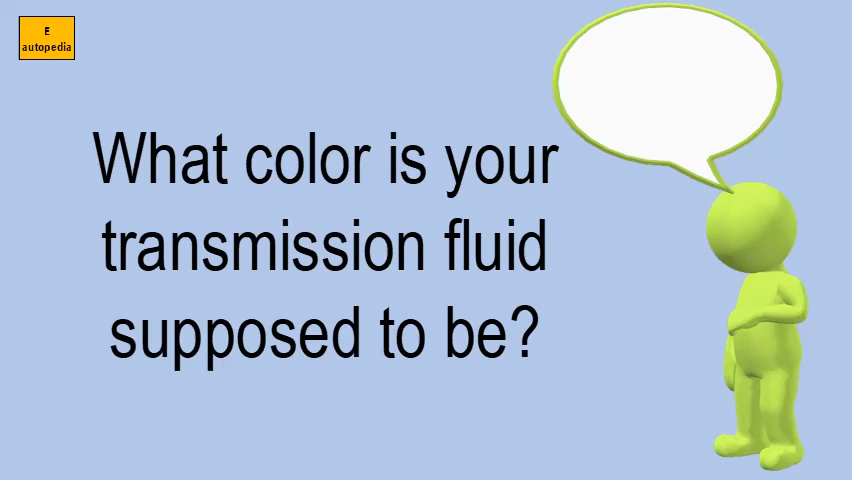 E
autopedia
What color is your
transmission fluid
supposed to be?